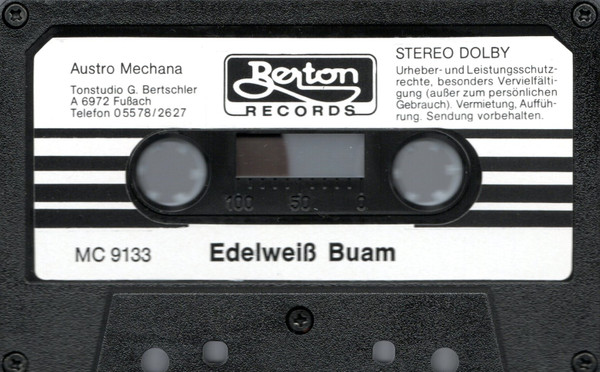 Austro Mechana
Tonstudio G. Bertschler
A 6972 Fußach
Telefon 05578/2627
Berton
RECORDS
STEREO DOLBY
Urheber- und Leistungsschutz-
rechte, besonders Vervielfälti-
gung (außer zum persönlichen
Gebrauch). Vermietung, Auffüh-
rung. Sendung vorbehalten.
100 50 0
MC 9133
Edelweiß Buam